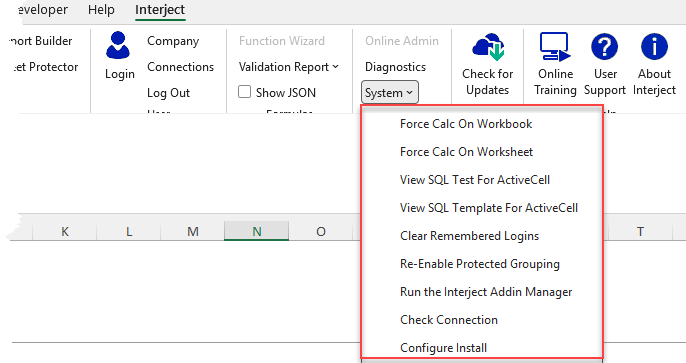 eveloper Help Interject
port Builder
et Protector
Login
Company
Connections
Log Out
Function Wizard
Validation Report
Show JSON
Online Admin
Diagnostics
System
Check for
Updates
Online
Training
User
Support
About
Interject
Force Calc On Workbook
Force Calc On Worksheet
View SQL Test For ActiveCell
View SQL Template For ActiveCell
Clear Remembered Logins
Re-Enable Protected Grouping
Run the Interject Addin Manager
Check Connection
Configure Install
K L M N O T